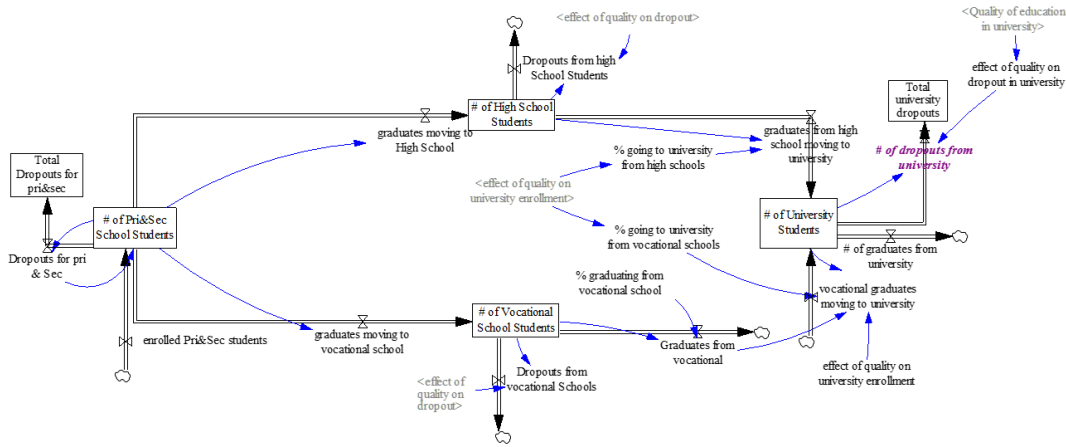 <effect of quality on dropout>
<Quality of education
in university>
Dropouts from high
School Students
effect of quality on
dropout in university
# of High School
Students
Total
university
dropouts
graduates moving to
High School
graduates from high
school moving to
university
% going to university
from high schools
# of dropouts from
university
Total
Dropouts for
pri&sec
<effect of quality on
university enrollment>
# of Pri&Sec
School Students
# of University
Students
% going to university
from vocational schools
Dropouts for pri
& Sec
# of graduates from
university
% graduating from
vocational school
vocational graduates
moving to university
# of Vocational
School Students
enrolled Pri&Sec students
graduates moving to
vocational school
Graduates from
vocational
Dropouts from
vocational Schools
effect of quality on
university enrollment
<effect of
quality on
dropout>